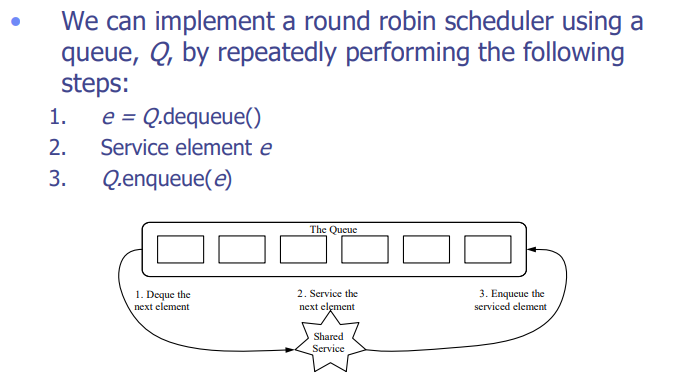 • We can implement a round robin scheduler using a
queue, Q, by repeatedly performing the following
steps:
1. e = Q.dequeue()
2. Service element e
3. Q.enqueue(e)
The Queue
1. Deque the
next element
2. Service the
next element
3. Enqueue the
serviced element
Shared
Service